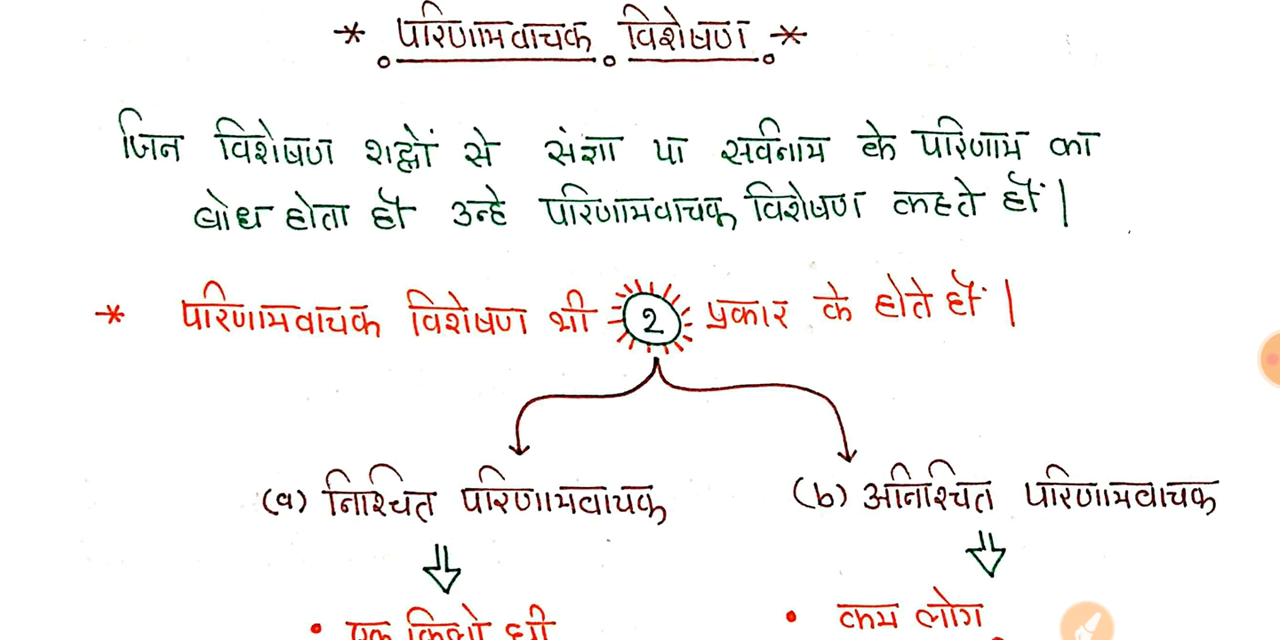 * परिणामवाचक विशेषण *
जिन विशेषण शब्दों से संज्ञा या सर्वनाम के परिणाम का
बोध होता हैं उन्हे परिणामवाचक विशेषण कहते हैं।
* परिणामवाचक विशेषण भी 2 प्रकार के होते हैं।
(a) निश्चित परिणामवाचक (b) अनिश्चित परिणामवाचक
• एक किलो घी • कम लोग